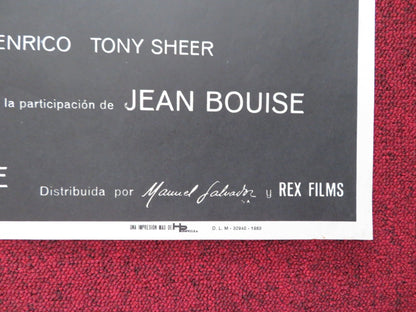 ENRICO TONY SHEER
la participación de JEAN BOUISE
E
Distribuida por Manuel Salvador S.A. y REX FILMS
UNA IMPRESION MAS DE
D. L. M - 30940 - 1983